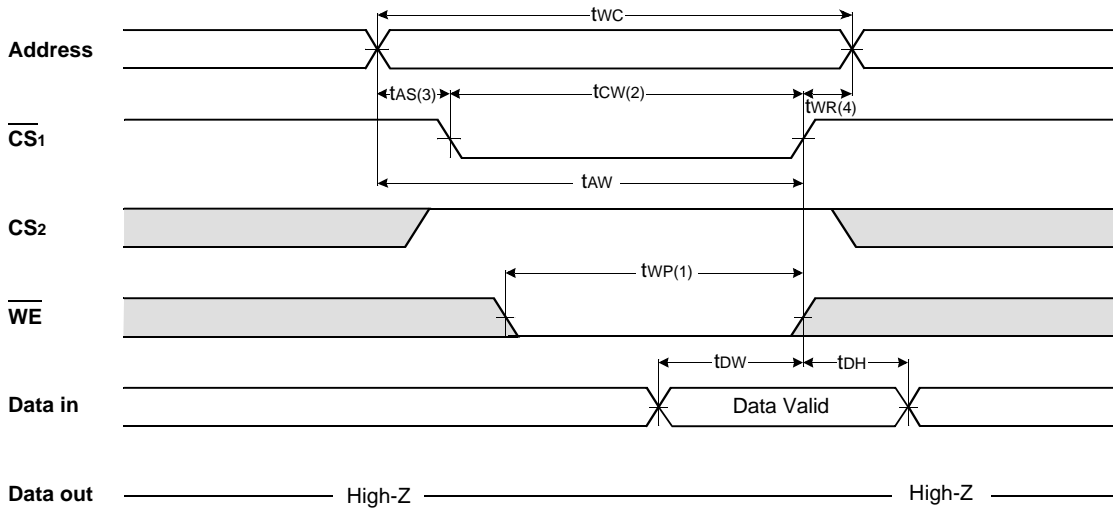 tWC
Address
tAS(3) tCW(2) tWR(4)
CS1
tAW
CS2
tWP(1)
WE
tDW tDH
Data in Data Valid
Data out High-Z High-Z